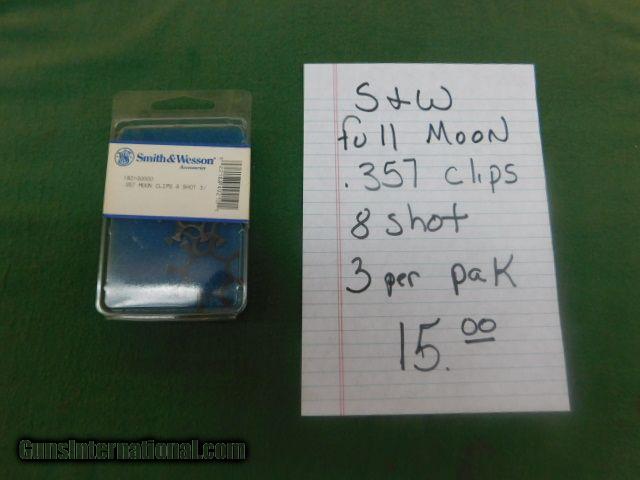 Smith & Wesson
Accessories
.357 MOON CLIPS 8 SHOT 3/
S & W
full Moon
.357 clips
8 shot
3 per pak
15.00
GunsInternational.com